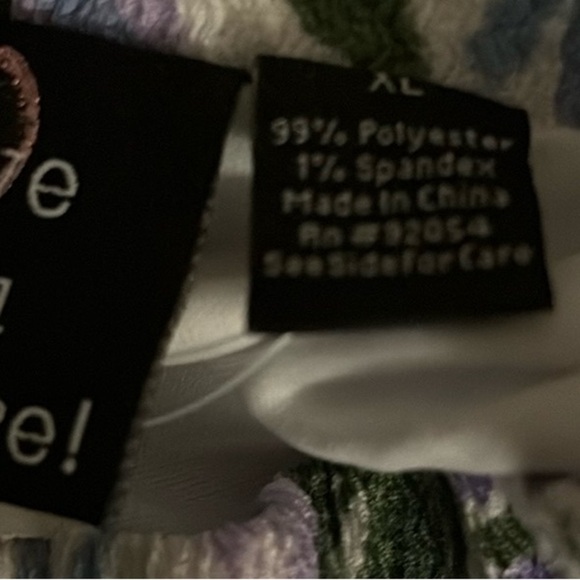 e
e!
XL
99% Polyester
1% Spandex
Made In China
Rn #92054
See Side For Care